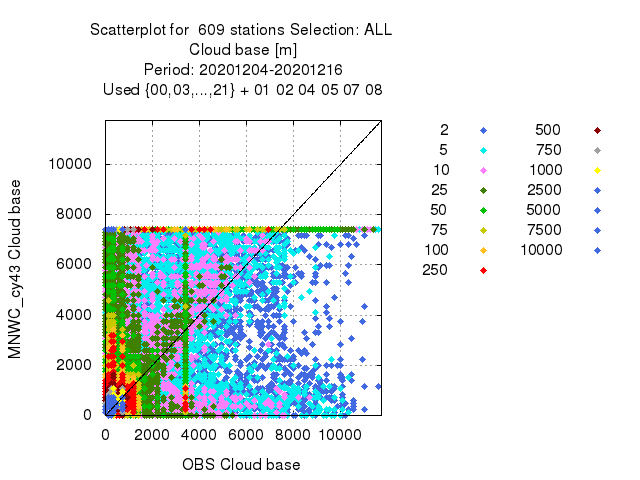 Scatterplot for  609 stations Selection: ALL
Cloud base [m]
Period: 20201204-20201216
Used {00,03,...,21} + 01 02 04 05 07 08
MNWC_cy43 Cloud base
10000
8000
6000
4000
2000
0
0 2000 4000 6000 8000 10000
OBS Cloud base
2 500
5 750
10 1000
25 2500
50 5000
75 7500
100 10000
250